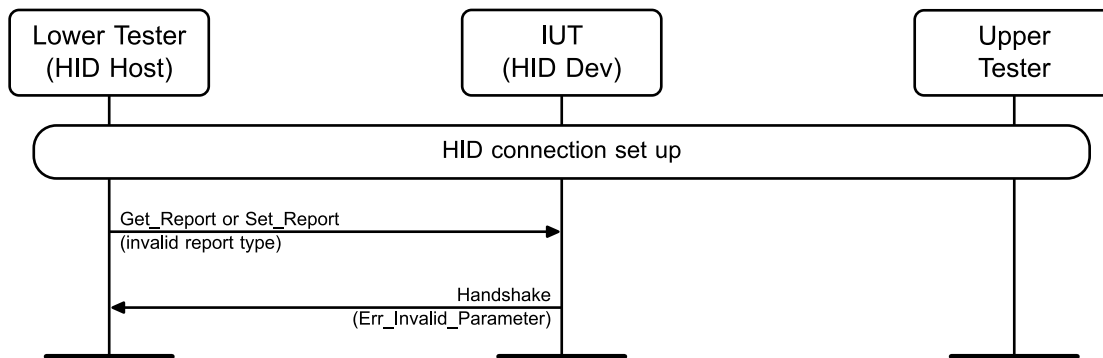 Lower Tester
(HID Host)
IUT
(HID Dev)
Upper
Tester
HID connection set up
Get_Report or Set_Report
(invalid report type)
Handshake
(Err_Invalid_Parameter)